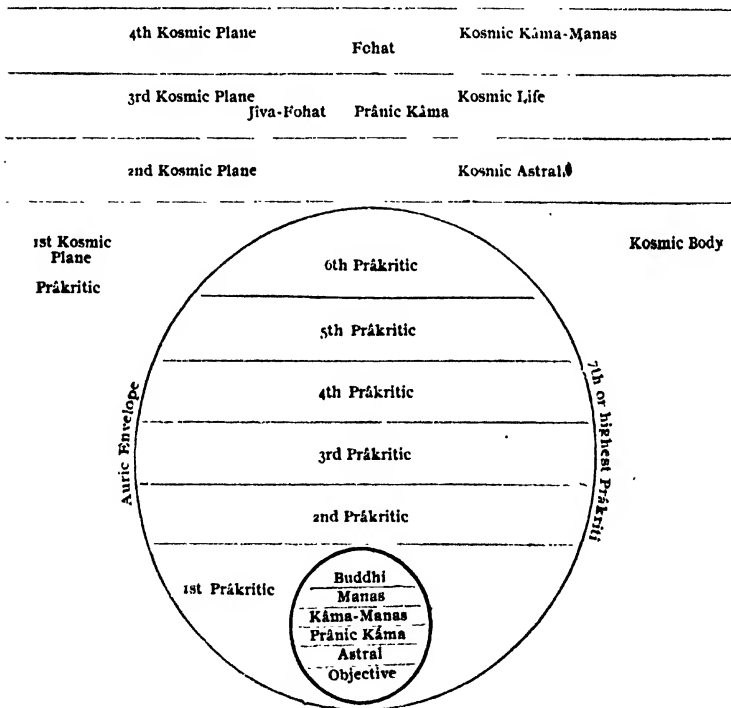 4th Kosmic Plane
Fohat
Kosmic Kâma-Manas
3rd Kosmic Plane
Jîva-Fohat
Prânic Kâma
Kosmic Life
2nd Kosmic Plane
Kosmic Astral
1st Kosmic
Plane
Prâkritic
Kosmic Body
Auric Envelope
7th or highest Prâkriti
6th Prâkritic
5th Prâkritic
4th Prâkritic
3rd Prâkritic
2nd Prâkritic
1st Prâkritic
Buddhi
Manas
Kâma-Manas
Prânic Kâma
Astral
Objective